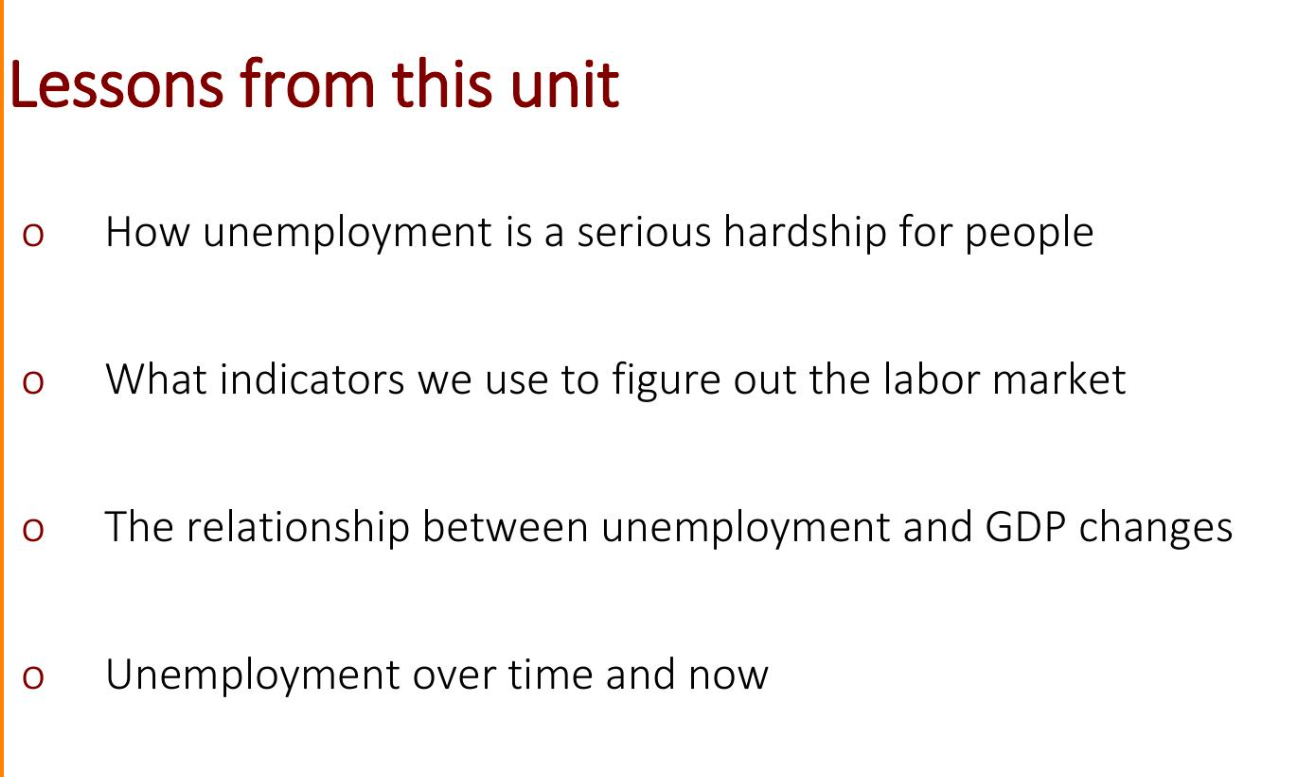 Lessons from this unit
o How unemployment is a serious hardship for people
o What indicators we use to figure out the labor market
o The relationship between unemployment and GDP changes
o Unemployment over time and now